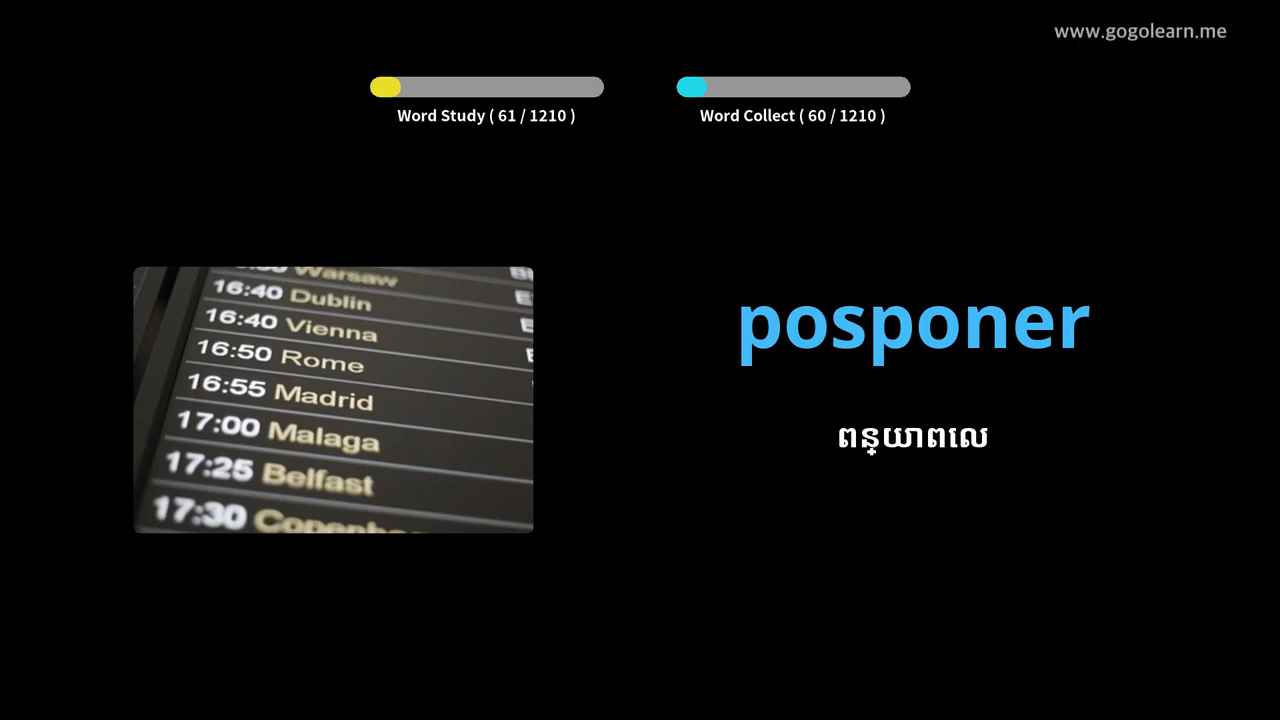 www.gogolearn.me
Word Study ( 61 / 1210 )
Word Collect ( 60 / 1210 )
Warsaw
16:40 Dublin
16:40 Vienna
16:50 Rome
16:55 Madrid
17:00 Malaga
17:25 Belfast
17:30
posponer
ពន្យាពលេ